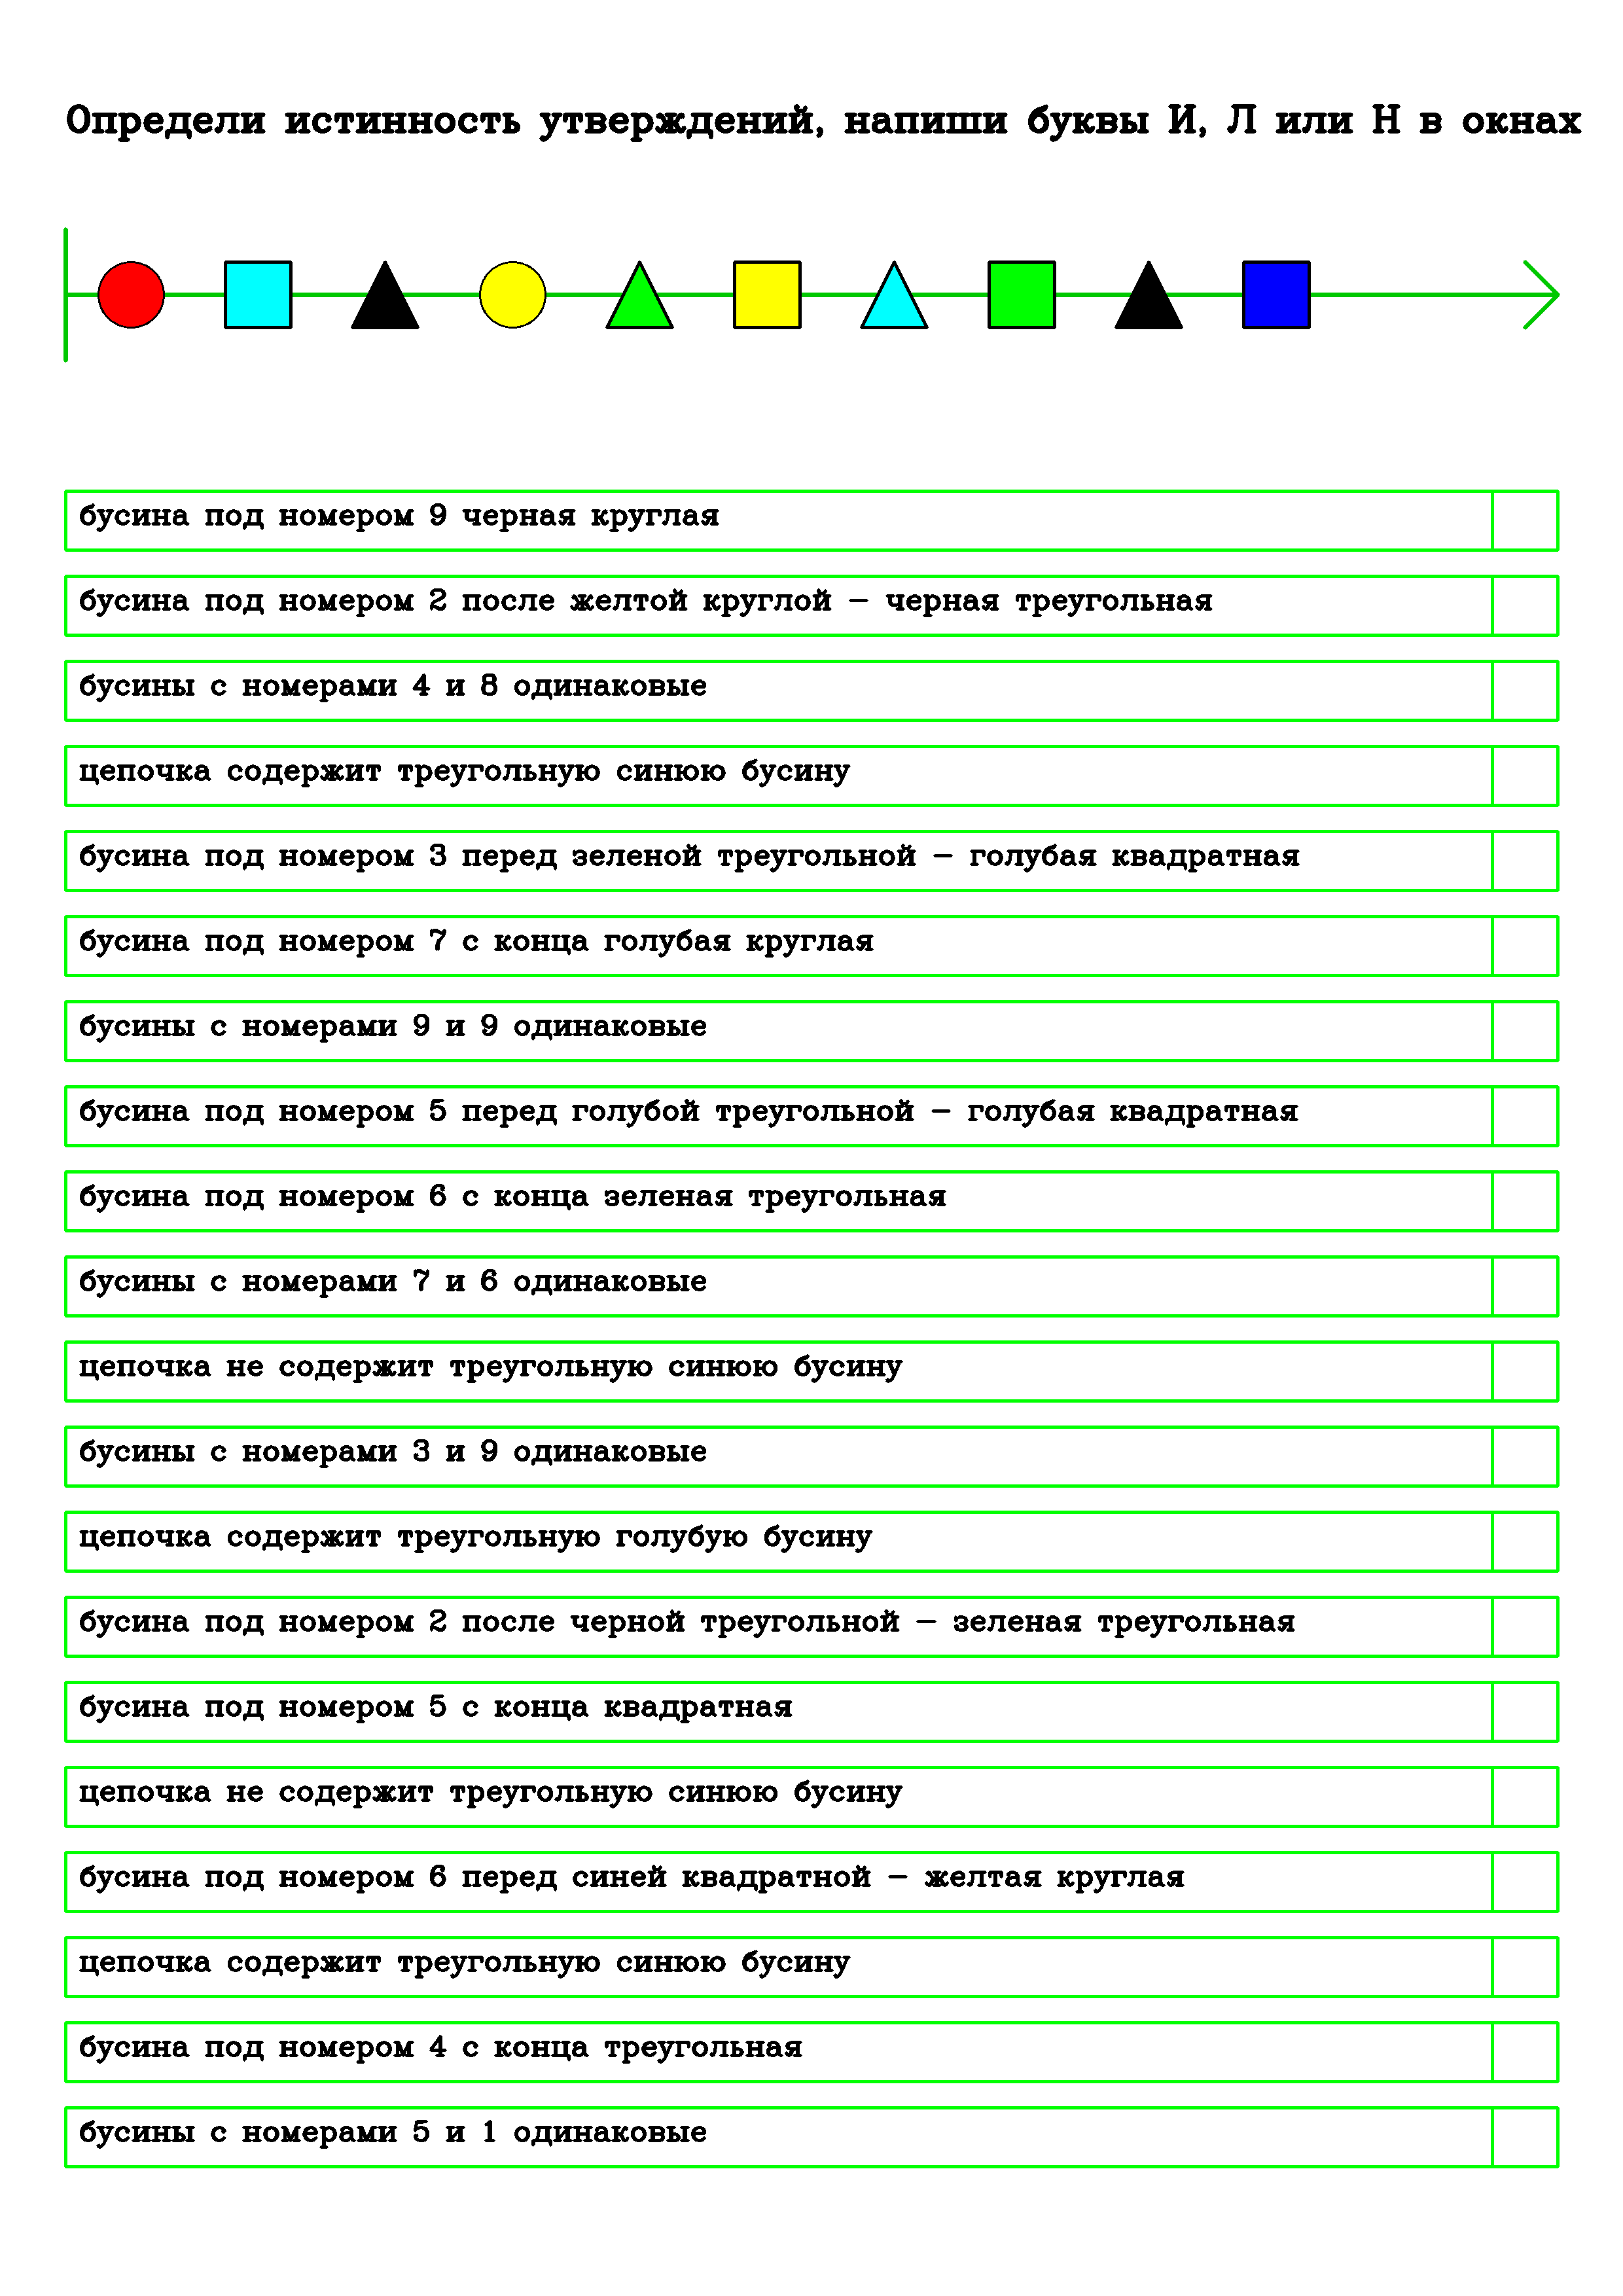 Определи истинность утверждений, напиши буквы И, Л или Н в окнах
бусина под номером 9 черная круглая
бусина под номером 2 после желтой круглой – черная треугольная
бусины с номерами 4 и 8 одинаковые
цепочка содержит треугольную синюю бусину
бусина под номером 3 перед зеленой треугольной – голубая квадратная
бусина под номером 7 с конца голубая круглая
бусины с номерами 9 и 9 одинаковые
бусина под номером 5 перед голубой треугольной – голубая квадратная
бусина под номером 6 с конца зеленая треугольная
бусины с номерами 7 и 6 одинаковые
цепочка не содержит треугольную синюю бусину
бусины с номерами 3 и 9 одинаковые
цепочка содержит треугольную голубую бусину
бусина под номером 2 после черной треугольной – зеленая треугольная
бусина под номером 5 с конца квадратная
цепочка не содержит треугольную синюю бусину
бусина под номером 6 перед синей квадратной – желтая круглая
цепочка содержит треугольную синюю бусину
бусина под номером 4 с конца треугольная
бусины с номерами 5 и 1 одинаковые